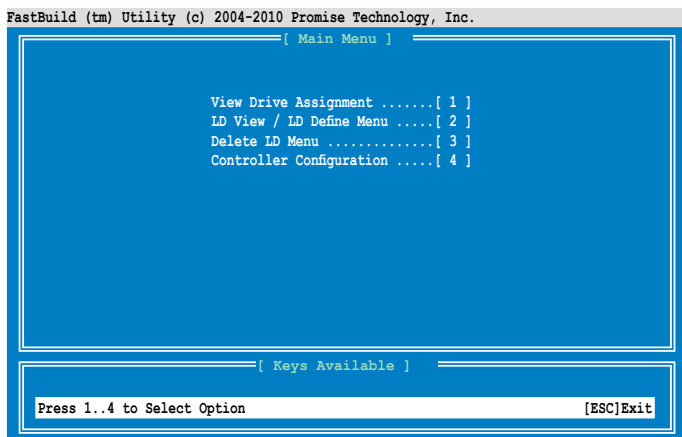 FastBuild (tm) Utility (c) 2004-2010 Promise Technology, Inc.
[ Main Menu ]
View Drive Assignment .......[ 1 ]
LD View / LD Define Menu .....[ 2 ]
Delete LD Menu ..............[ 3 ]
Controller Configuration .....[ 4 ]
[ Keys Available ]
Press 1..4 to Select Option [ESC]Exit